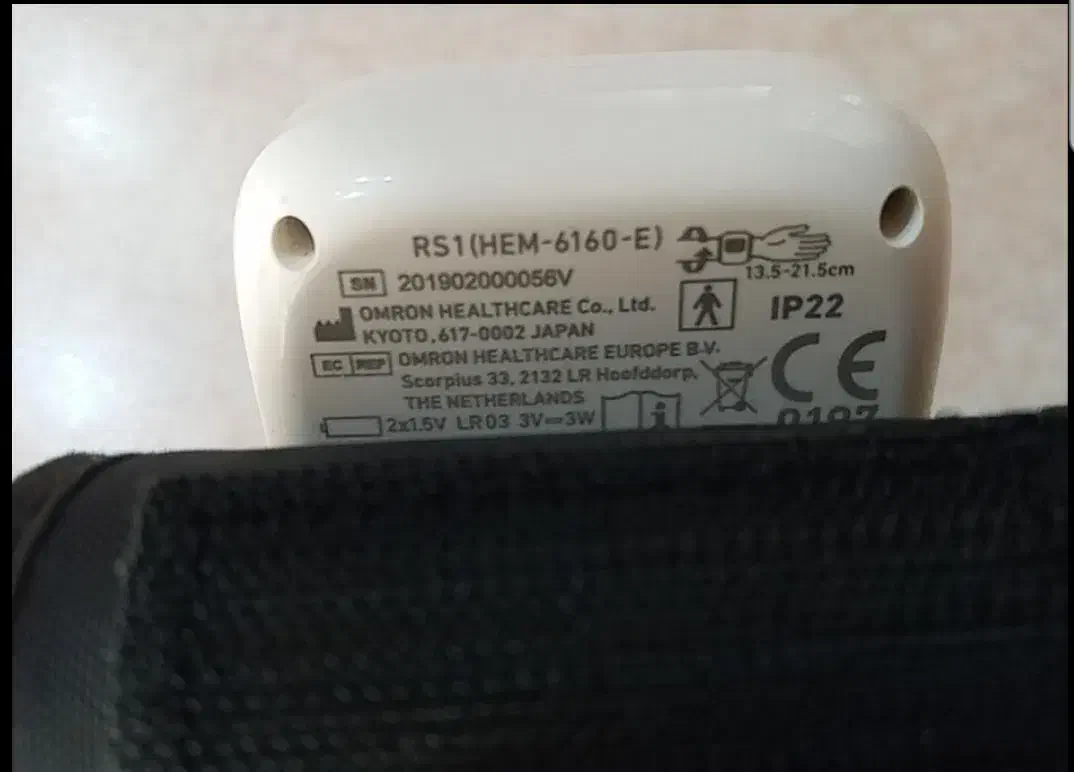 RS1(HEM-6160-E)
13.5-21.5cm
SN 201902000056V
IP22
OMRON HEALTHCARE Co., Ltd.
KYOTO, 617-0002 JAPAN
EC REP OMRON HEALTHCARE EUROPE B.V.
Scorpius 33, 2132 LR Hoofddorp,
THE NETHERLANDS
CE
2x1.5V LR03 3V⎓3W